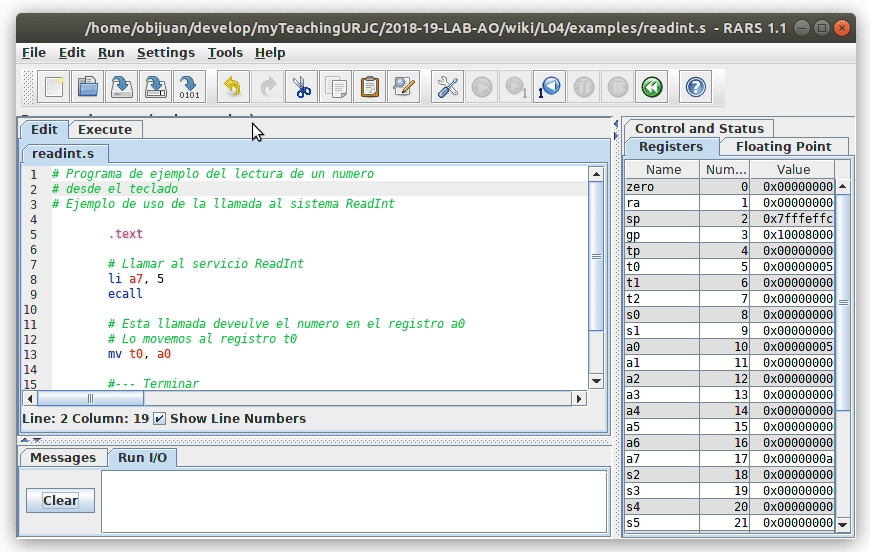 /home/obijuan/develop/myTeachingURJC/2018-19-LAB-AO/wiki/L04/examples/readint.s - RARS 1.1
File Edit Run Settings Tools Help
0101
1
1
Edit Execute
readint.s
1 # Programa de ejemplo del lectura de un numero
2 # desde el teclado
3 # Ejemplo de uso de la llamada al sistema ReadInt
4
5 .text
6
7 # Llamar al servicio ReadInt
8 li a7, 5
9 ecall
10
11 # Esta llamada deveulve el numero en el registro a0
12 # Lo movemos al registro t0
13 mv t0, a0
14
15 #--- Terminar
Line: 2 Column: 19 Show Line Numbers
Messages Run I/O
Clear
Control and Status
Registers Floating Point
Name Num... Value
zero 0 0x00000000
ra 1 0x00000000
sp 2 0x7fffeffc
gp 3 0x10008000
tp 4 0x00000000
t0 5 0x00000005
t1 6 0x00000000
t2 7 0x00000000
s0 8 0x00000000
s1 9 0x00000000
a0 10 0x00000005
a1 11 0x00000000
a2 12 0x00000000
a3 13 0x00000000
a4 14 0x00000000
a5 15 0x00000000
a6 16 0x00000000
a7 17 0x0000000a
s2 18 0x00000000
s3 19 0x00000000
s4 20 0x00000000
s5 21 0x00000000